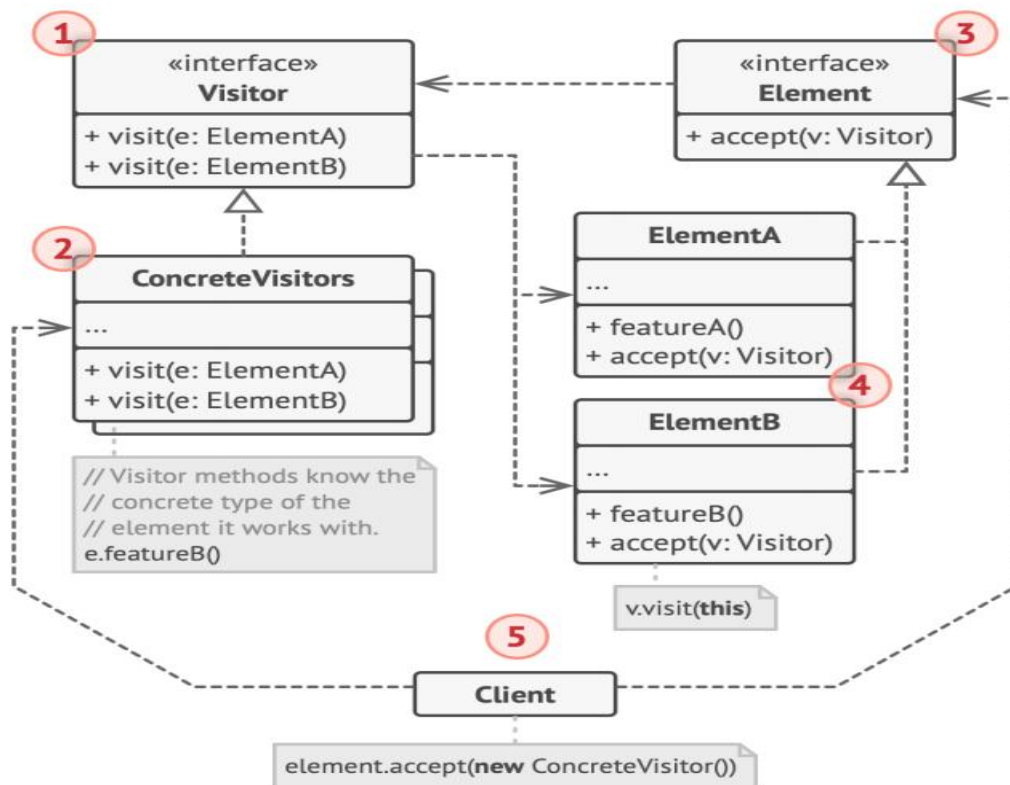 1
«interface»
Visitor
+ visit(e: ElementA)
+ visit(e: ElementB)
3
«interface»
Element
+ accept(v: Visitor)
2
ConcreteVisitors
...
+ visit(e: ElementA)
+ visit(e: ElementB)
// Visitor methods know the
// concrete type of the
// element it works with.
e.featureB()
ElementA
...
+ featureA()
+ accept(v: Visitor)
4
ElementB
...
+ featureB()
+ accept(v: Visitor)
v.visit(this)
5
Client
element.accept(new ConcreteVisitor())